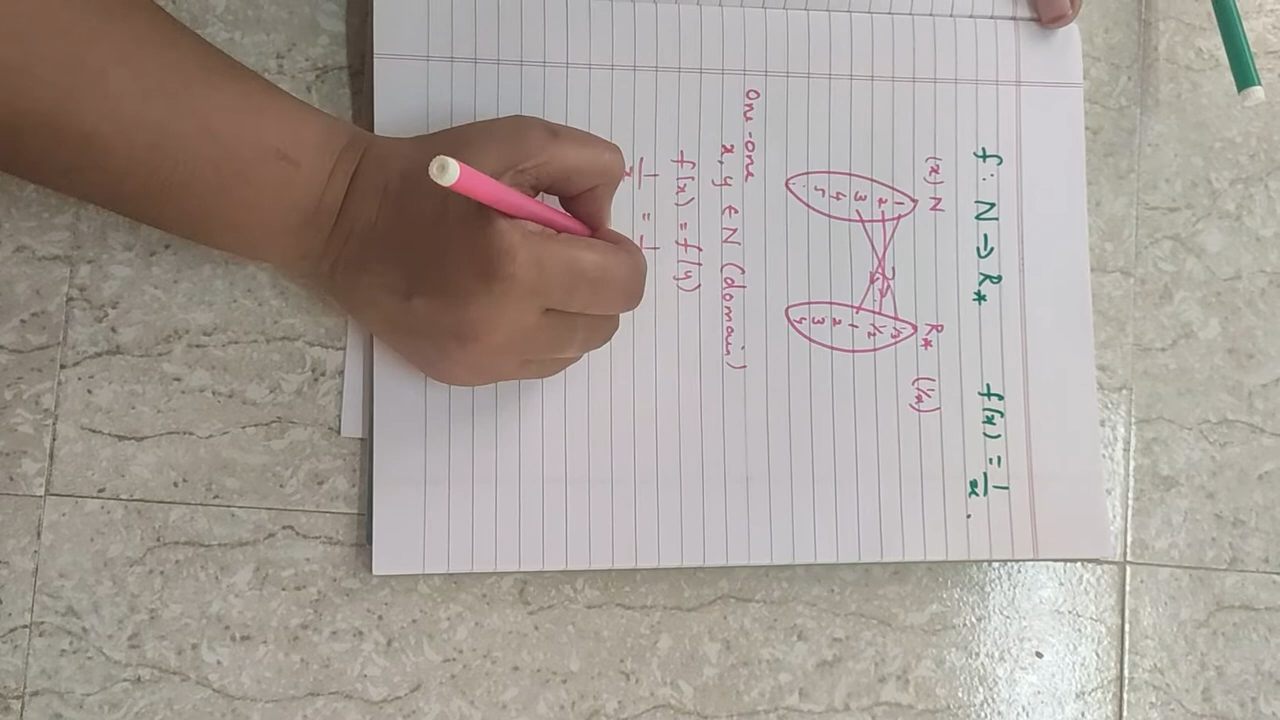 f : N → R* f(x) = 1/x.
(x) N R* (1/x)
1 1/3
2 1/2
3 1
4 2
5 3
4
One-one
x, y ∈ N (domain)
f(x) = f(y)
1/x = 1